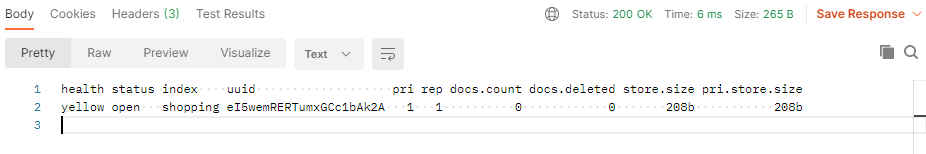 Body Cookies Headers (3) Test Results Status: 200 OK Time: 6 ms Size: 265 B Save Response
Pretty Raw Preview Visualize Text
1 health status index uuid pri rep docs.count docs.deleted store.size pri.store.size
2 yellow open shopping eI5wemRERTumxGCc1bAk2A 1 1 0 0 208b 208b
3